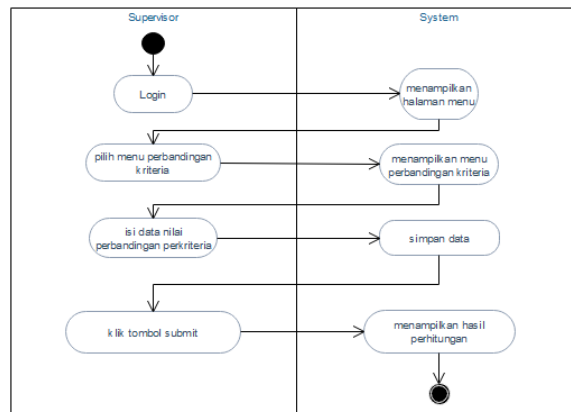 Supervisor
System
Login
menampilkan
halaman menu
pilih menu perbandingan
kriteria
menampilkan menu
perbandingan kriteria
isi data nilai
perbandingan perkriteria
simpan data
klik tombol submit
menampilkan hasil
perhitungan